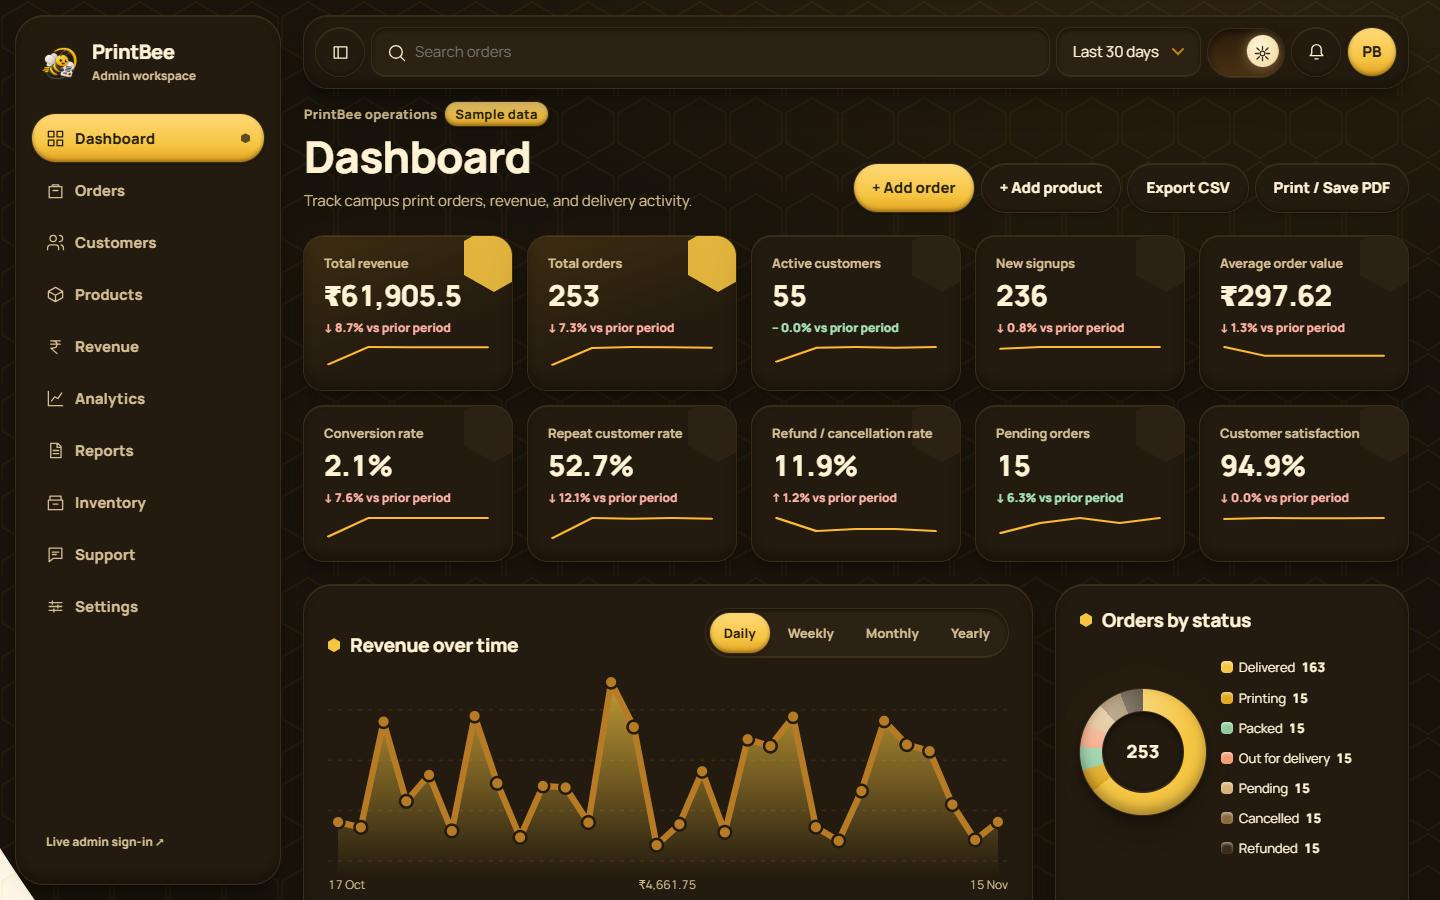 PrintBee
Admin workspace
Dashboard
Orders
Customers
Products
Revenue
Analytics
Reports
Inventory
Support
Settings
Live admin sign-in ↗
Search orders
Last 30 days
PB
PrintBee operations Sample data
Dashboard
Track campus print orders, revenue, and delivery activity.
+ Add order + Add product Export CSV Print / Save PDF
Total revenue
₹61,905.5
↓ 8.7% vs prior period
Total orders
253
↓ 7.3% vs prior period
Active customers
55
– 0.0% vs prior period
New signups
236
↓ 0.8% vs prior period
Average order value
₹297.62
↓ 1.3% vs prior period
Conversion rate
2.1%
↓ 7.6% vs prior period
Repeat customer rate
52.7%
↓ 12.1% vs prior period
Refund / cancellation rate
11.9%
↑ 1.2% vs prior period
Pending orders
15
↓ 6.3% vs prior period
Customer satisfaction
94.9%
↓ 0.0% vs prior period
Revenue over time
Daily Weekly Monthly Yearly
17 Oct ₹4,661.75 15 Nov
Orders by status
253
Delivered 163
Printing 15
Packed 15
Out for delivery 15
Pending 15
Cancelled 15
Refunded 15